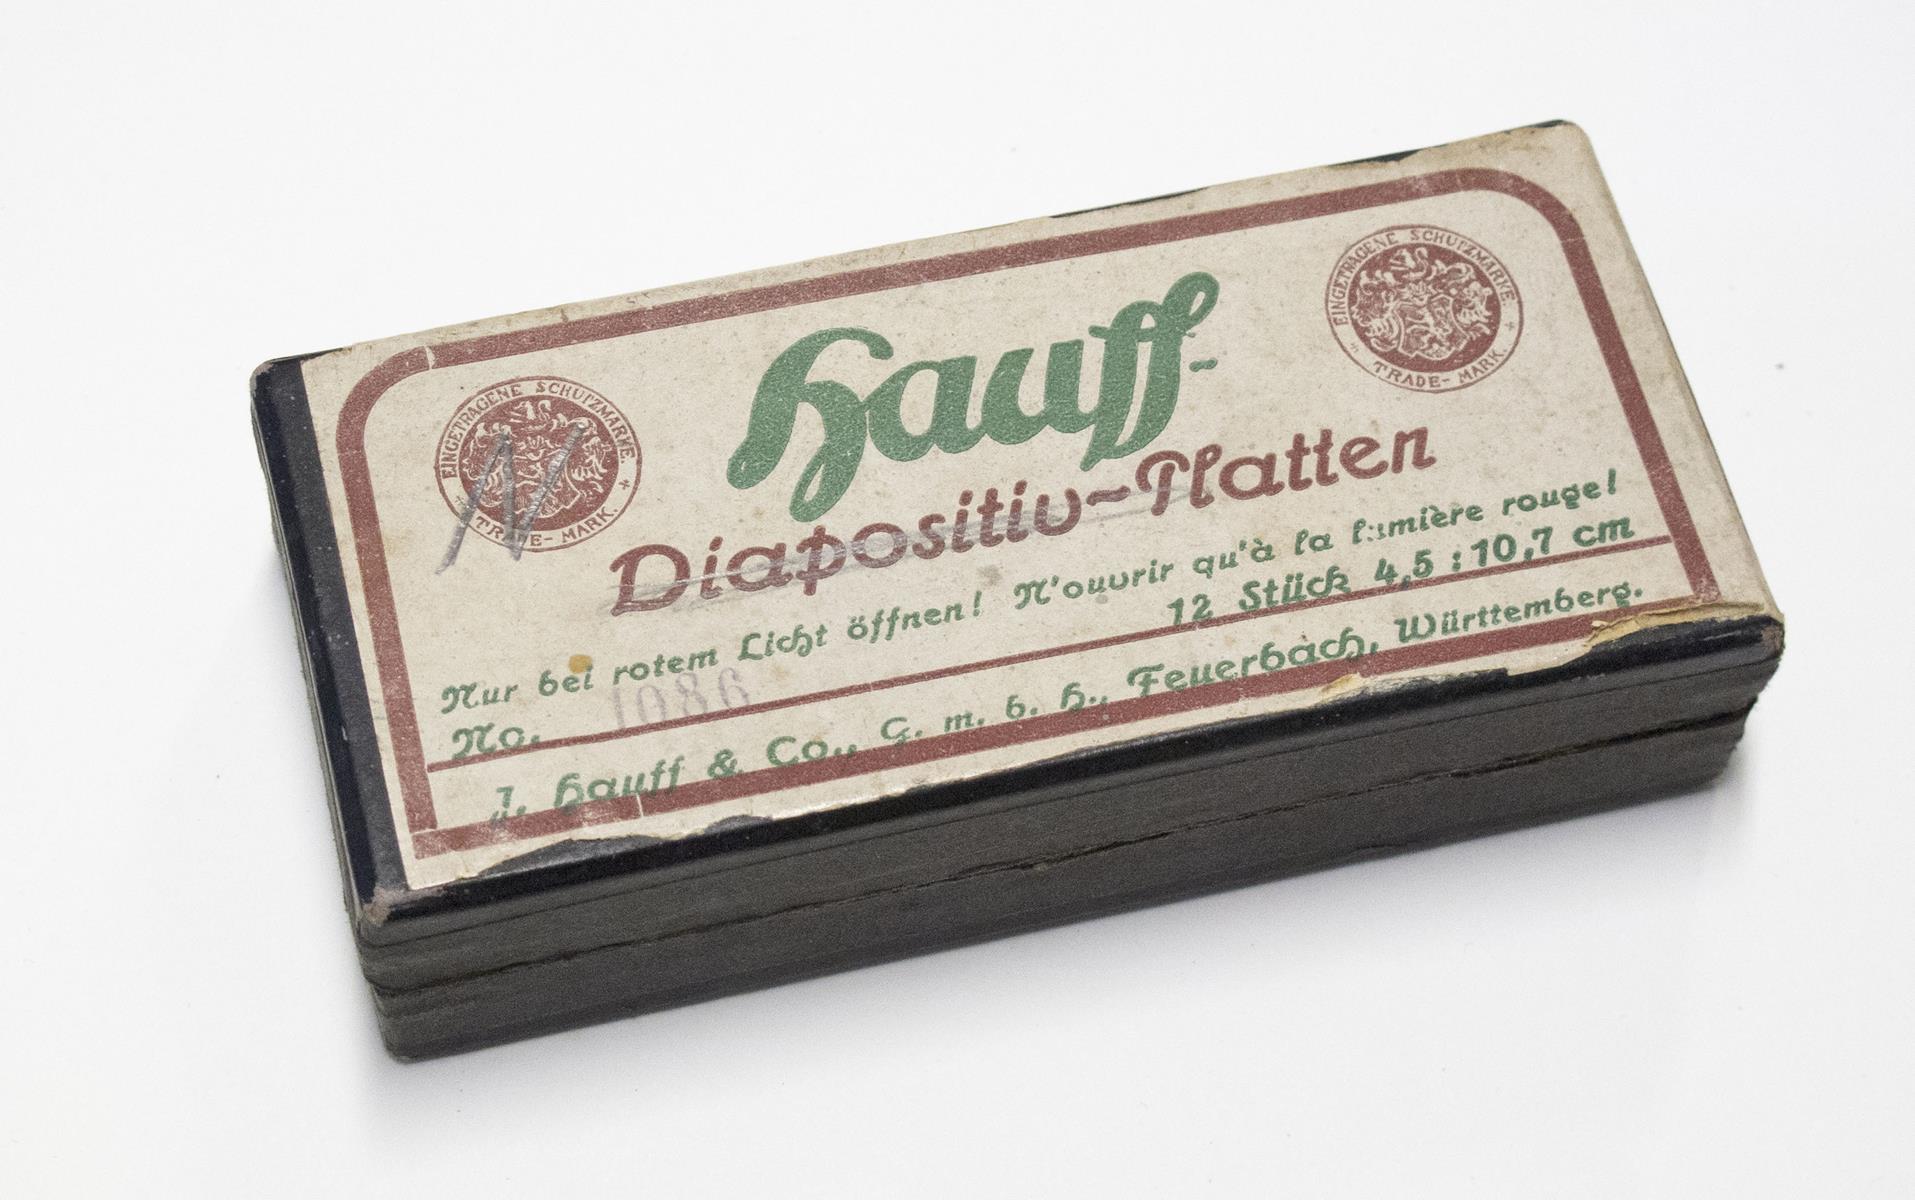 Hauff-
Diapositiv-Platten
EINGETRAGENE SCHUTZMARKE.
TRADE-MARK.
N
EINGETRAGENE SCHUTZMARKE.
TRADE-MARK.
Nur bei rotem Licht öffnen! N'ouvrir qu'à la lumière rouge!
No. 1086 12 Stück 4,5:10,7 cm
J. Hauff & Co., G. m. b. H., Feuerbach, Württemberg.